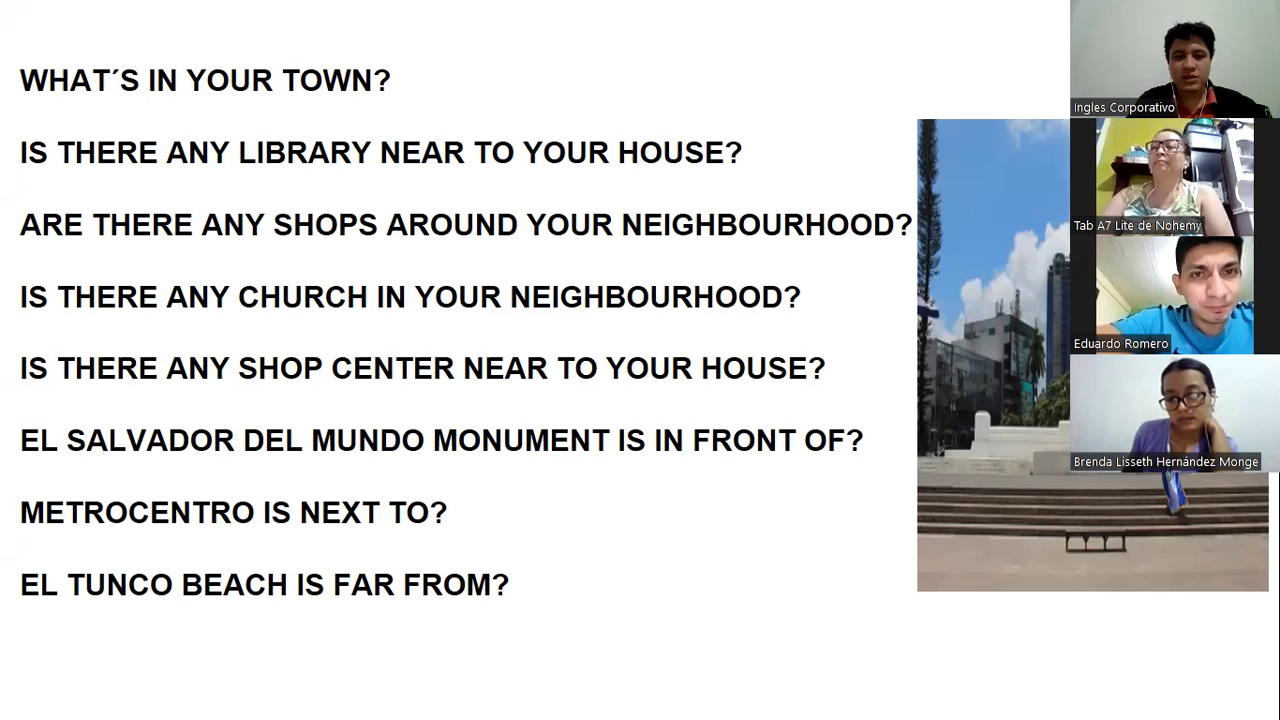 WHAT´S IN YOUR TOWN?
IS THERE ANY LIBRARY NEAR TO YOUR HOUSE?
ARE THERE ANY SHOPS AROUND YOUR NEIGHBOURHOOD?
IS THERE ANY CHURCH IN YOUR NEIGHBOURHOOD?
IS THERE ANY SHOP CENTER NEAR TO YOUR HOUSE?
EL SALVADOR DEL MUNDO MONUMENT IS IN FRONT OF?
METROCENTRO IS NEXT TO?
EL TUNCO BEACH IS FAR FROM?
Ingles Corporativo
Tab A7 Lite de Nohemy
Eduardo Romero
Brenda Lisseth Hernández Monge